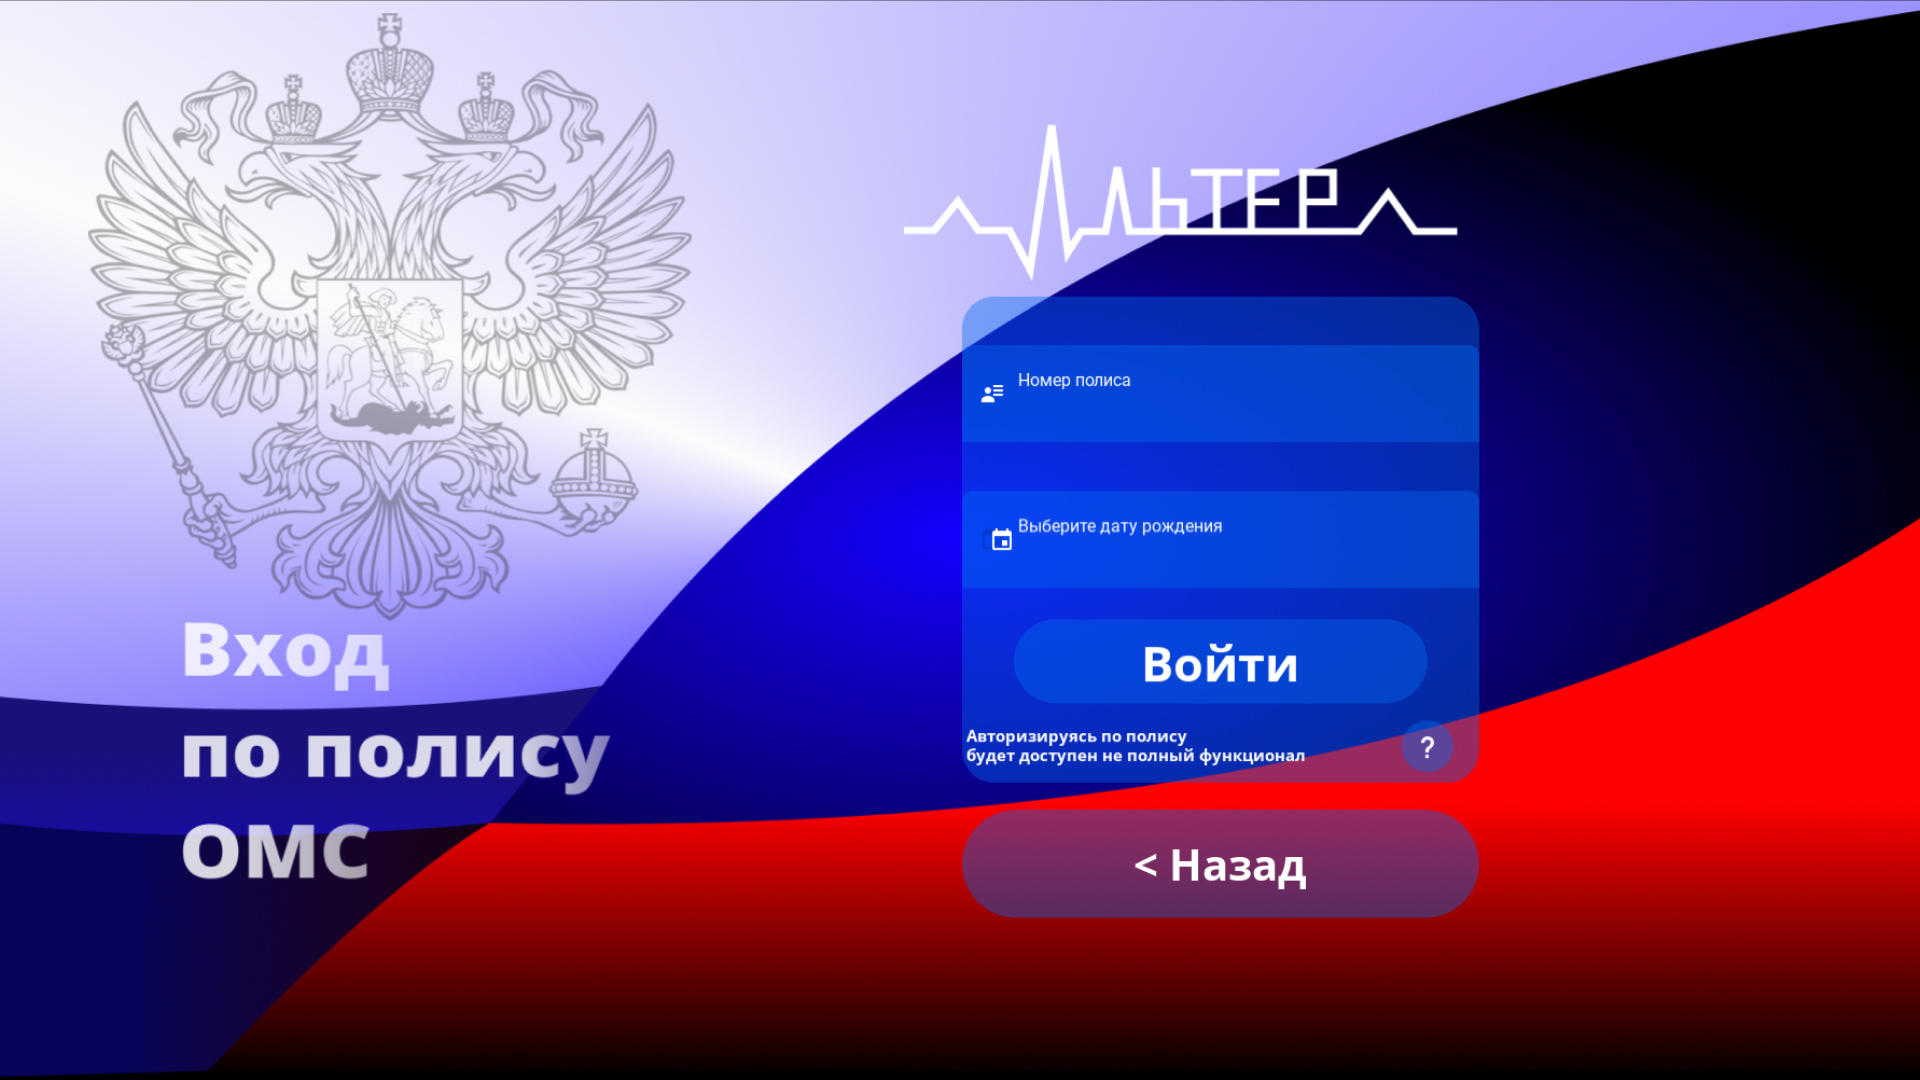 Вход
по полису
ОМС
АЛЬТЕРА
Номер полиса
Выберите дату рождения
Войти
Авторизируясь по полису
будет доступен не полный функционал
?
< Назад